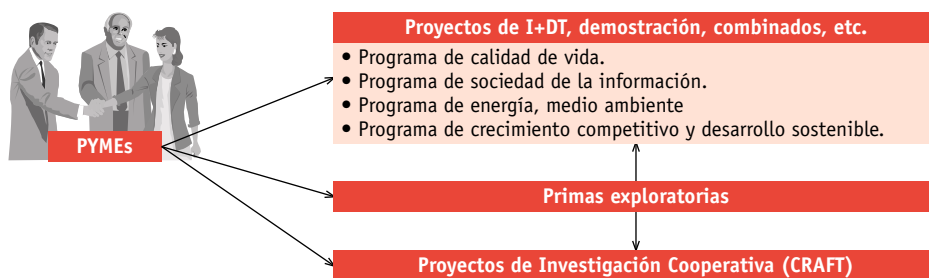 Proyectos de I+DT, demostración, combinados, etc.
• Programa de calidad de vida.
• Programa de sociedad de la información.
• Programa de energía, medio ambiente
• Programa de crecimiento competitivo y desarrollo sostenible.
PYMEs
Primas exploratorias
Proyectos de Investigación Cooperativa (CRAFT)